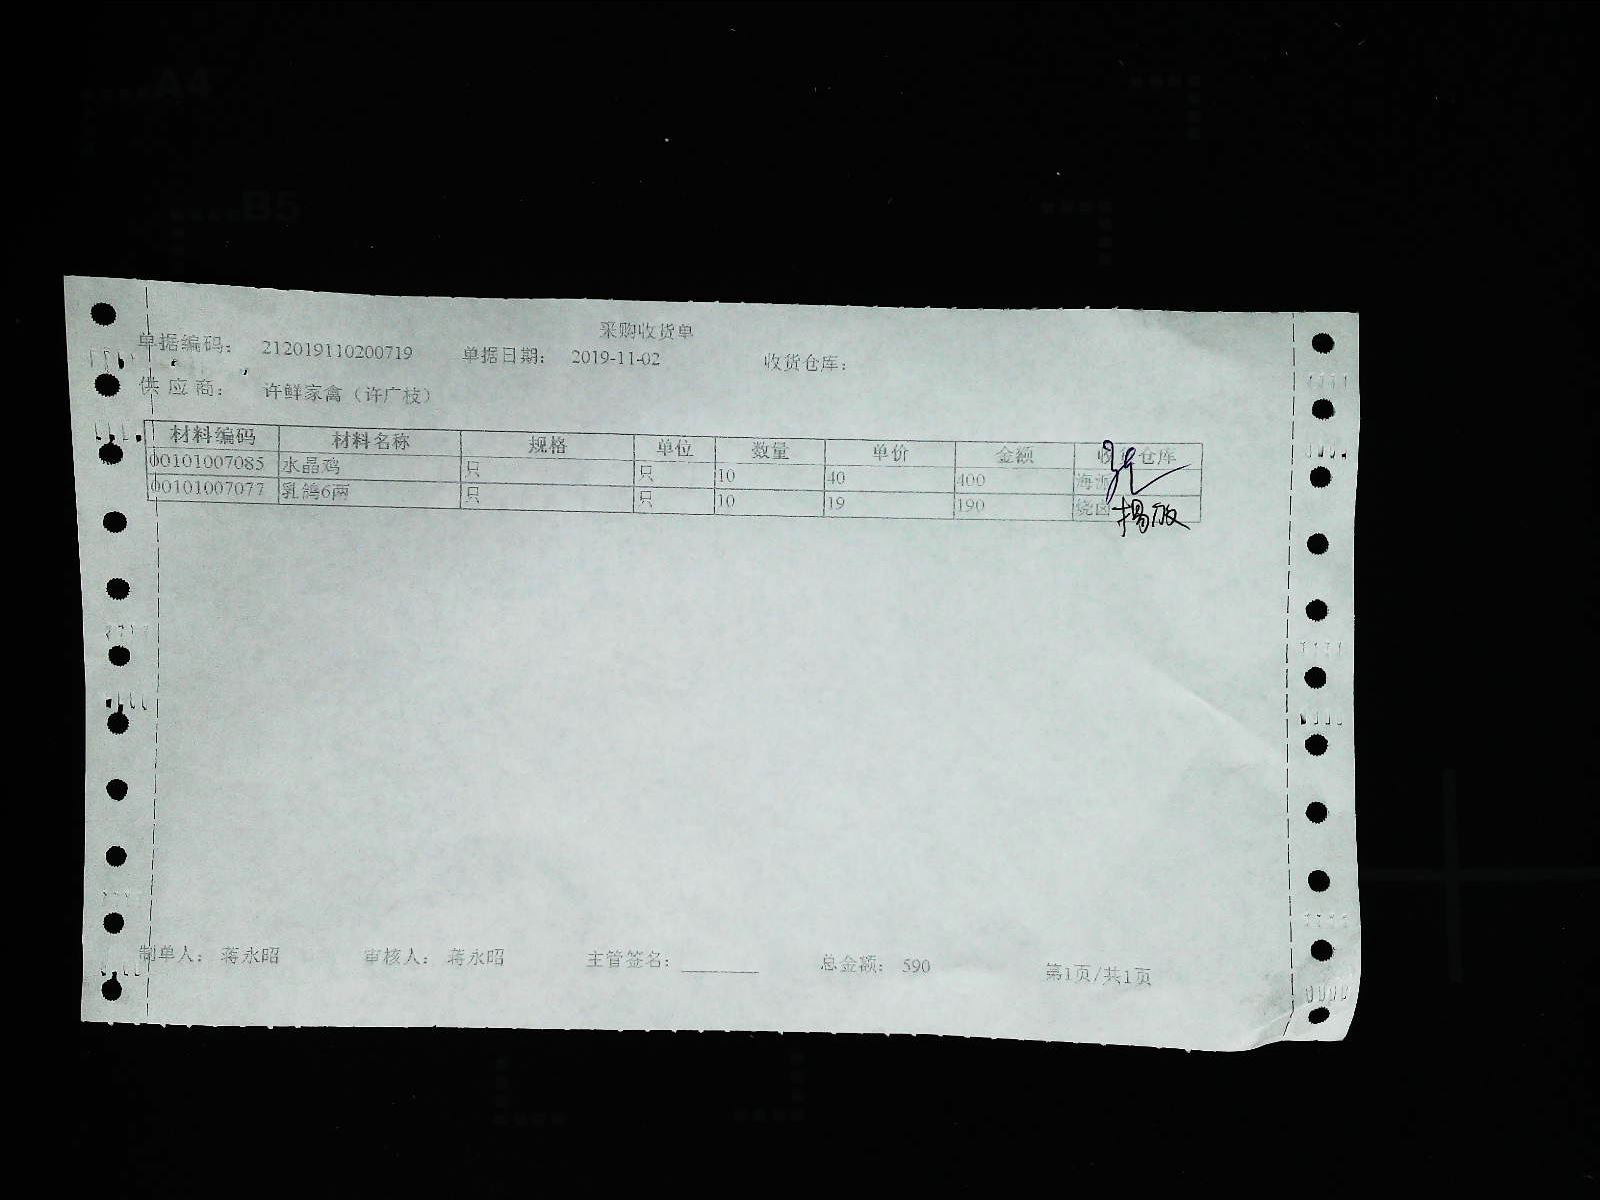 A4
B5
采购收货单
单据编码： 212019110200719 单据日期： 2019-11-02 收货仓库：
供应商： 许鲜家禽（许广枝）
材料编码 材料名称 规格 单位 数量 单价 金额 仓库
00101007085 水晶鸡 只 只 10 40 400 海
00101007077 乳鸽6两 只 只 10 19 190 烧
制单人： 蒋永昭 审核人： 蒋永昭 主管签名： 总金额： 590 第1页/共1页